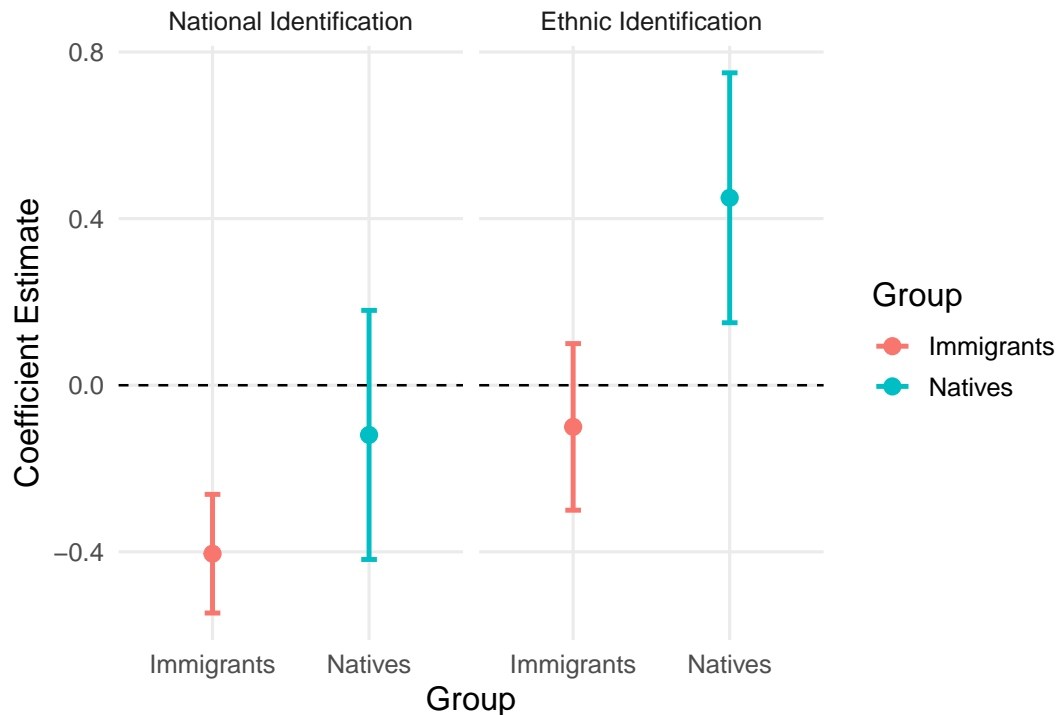 National Identification
Ethnic Identification
0.8
0.4
0.0
−0.4
Coefficient Estimate
Immigrants
Natives
Immigrants
Natives
Group
Group
Immigrants
Natives